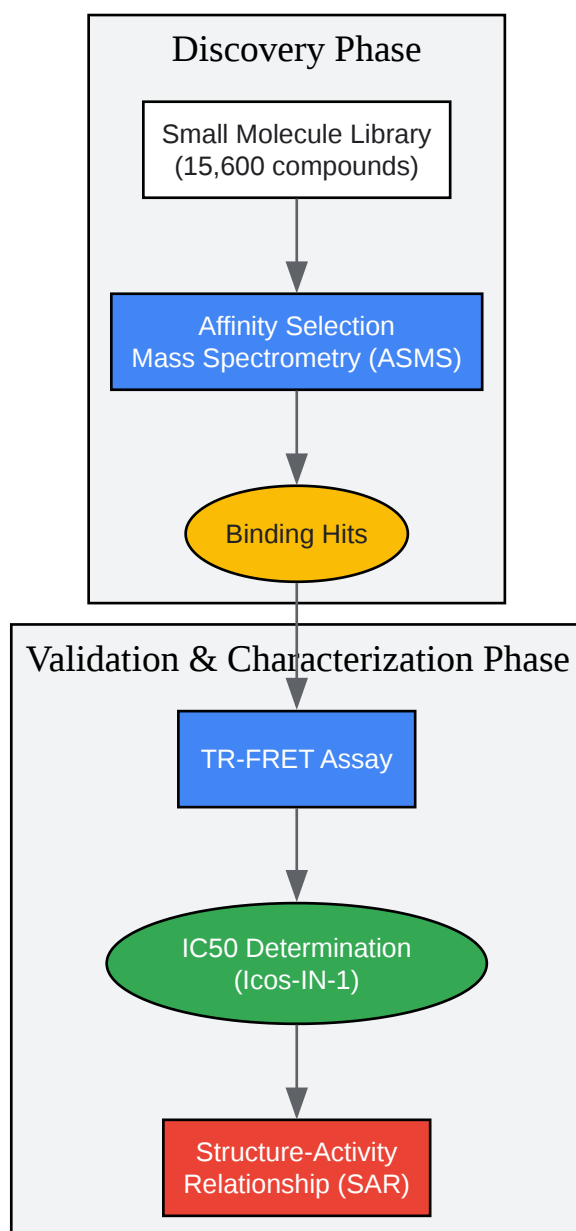 Discovery Phase
Small Molecule Library
(15,600 compounds)
Affinity Selection
Mass Spectrometry (ASMS)
Binding Hits
Validation & Characterization Phase
TR-FRET Assay
IC50 Determination
(Icos-IN-1)
Structure-Activity
Relationship (SAR)